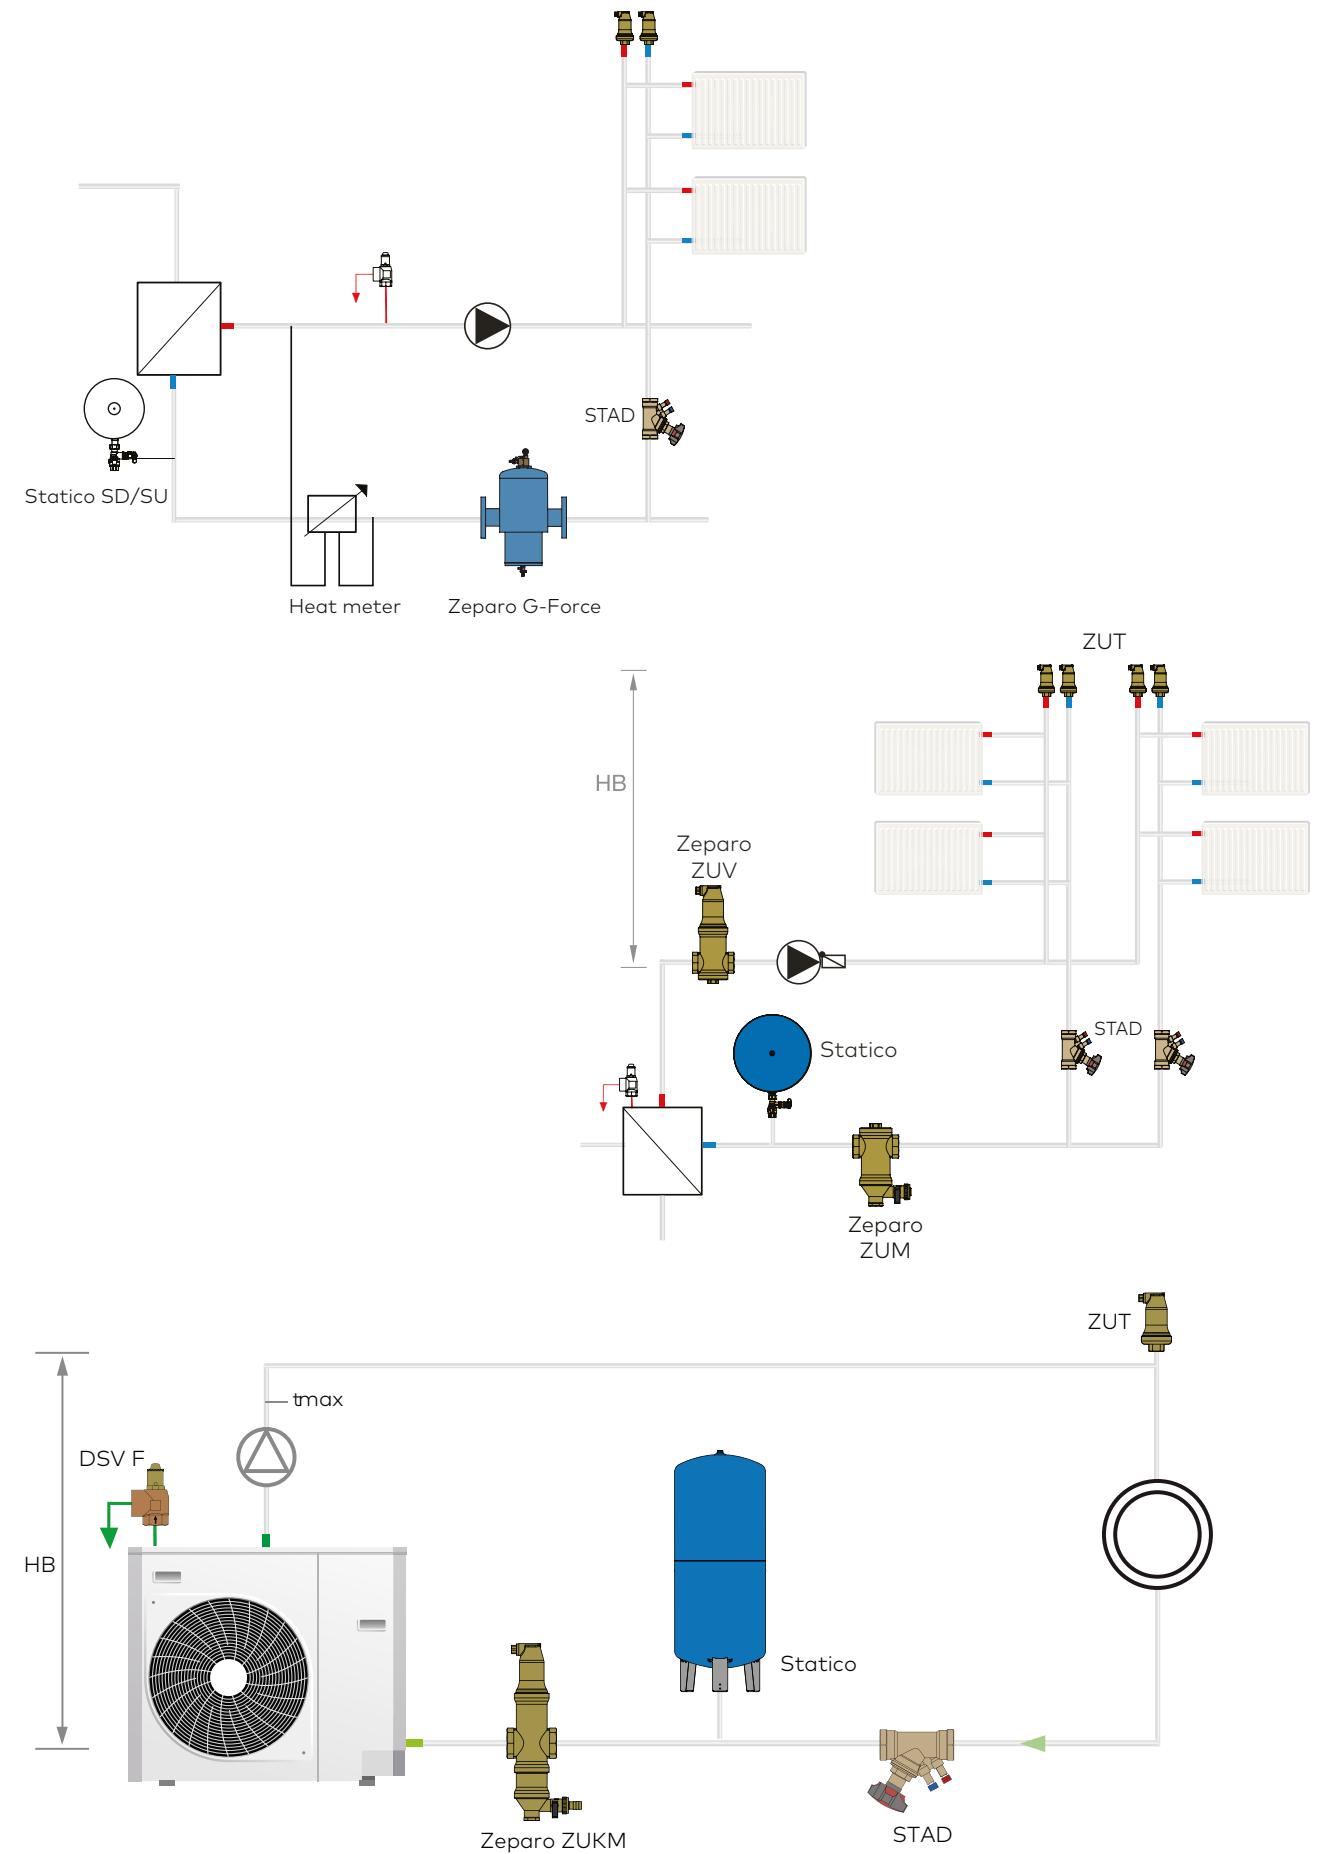 STAD
Statico SD/SU
Heat meter
Zeparo G-Force
ZUT
HB
Zeparo
ZUV
STAD
Statico
Zeparo
ZUM
ZUT
tmax
DSV F
HB
Statico
STAD
Zeparo ZUKM